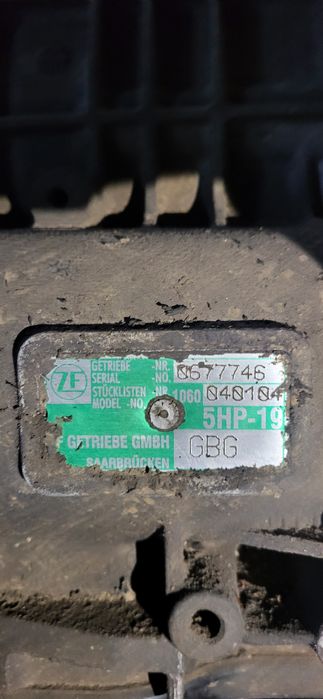 ZF
GETRIEBE -NR. 0677746
SERIAL -NO.
STÜCKLISTEN -NR. 1060 040104
MODEL -NO. 5HP-19
F GETRIEBE GMBH GBG
SAARBRÜCKEN